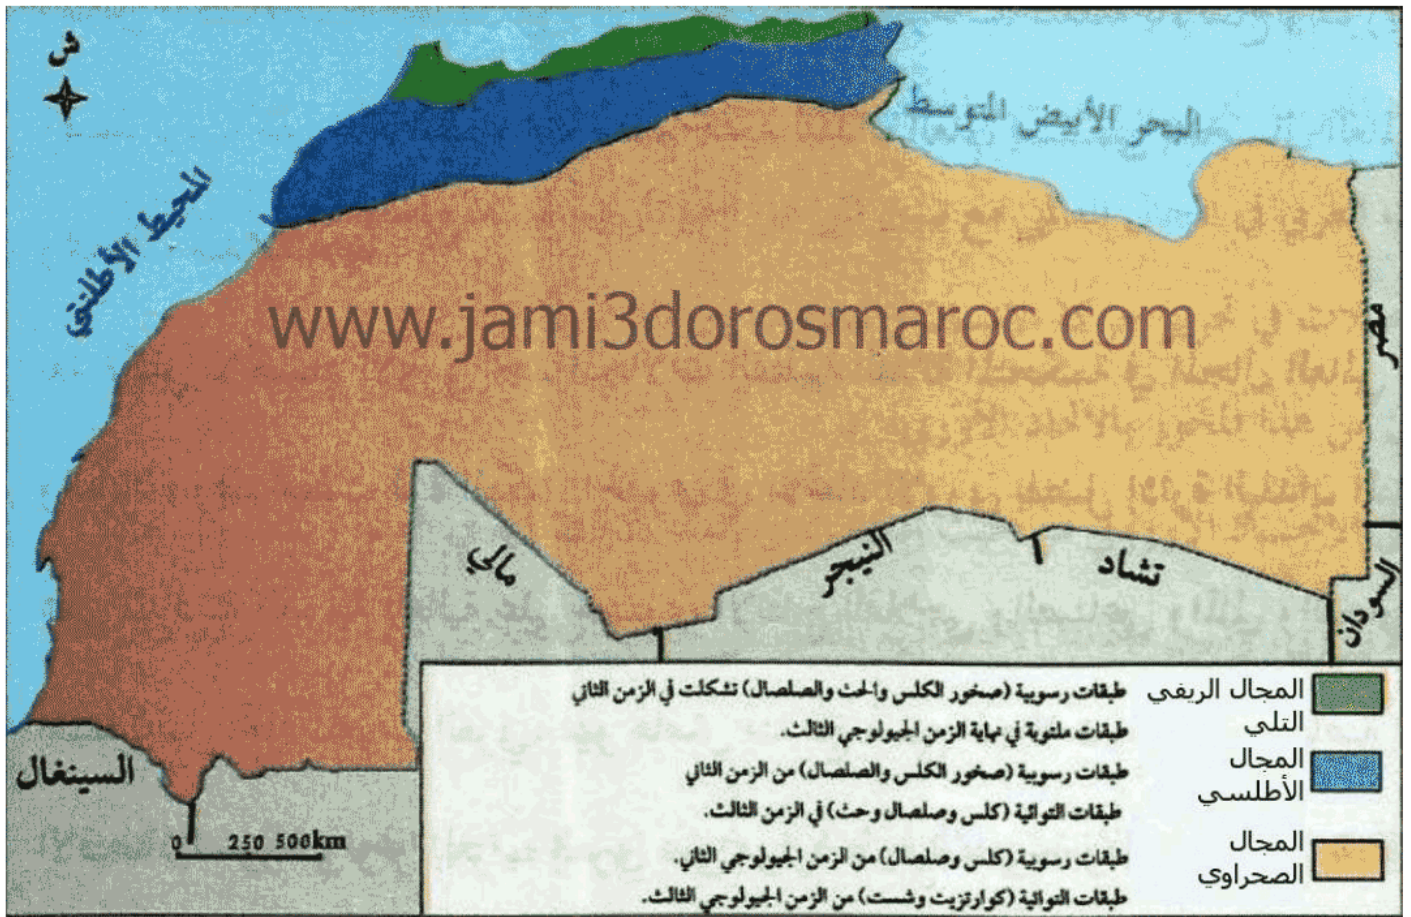 ش
المحيط الأطلنتي
البحر الأبيض المتوسط
www.jami3dorosmaroc.com
مصر
مالي
النيجر
تشاد
السودان
السينغال
0 250 500km
المجال الريفي التلي
طبقات رسوبية (صخور الكلس والحث والصلصال) تشكلت في الزمن الثاني
طبقات ملتوية في نهاية الزمن الجيولوجي الثالث.
المجال الأطلسي
طبقات رسوبية (صخور الكلس والصلصال) من الزمن الثاني
طبقات التوائية (كلس وصلصال وحث) في الزمن الثالث.
المجال الصحراوي
طبقات رسوبية (كلس وصلصال) من الزمن الجيولوجي الثاني.
طبقات التوائية (كوارتزيت وشست) من الزمن الجيولوجي الثالث.